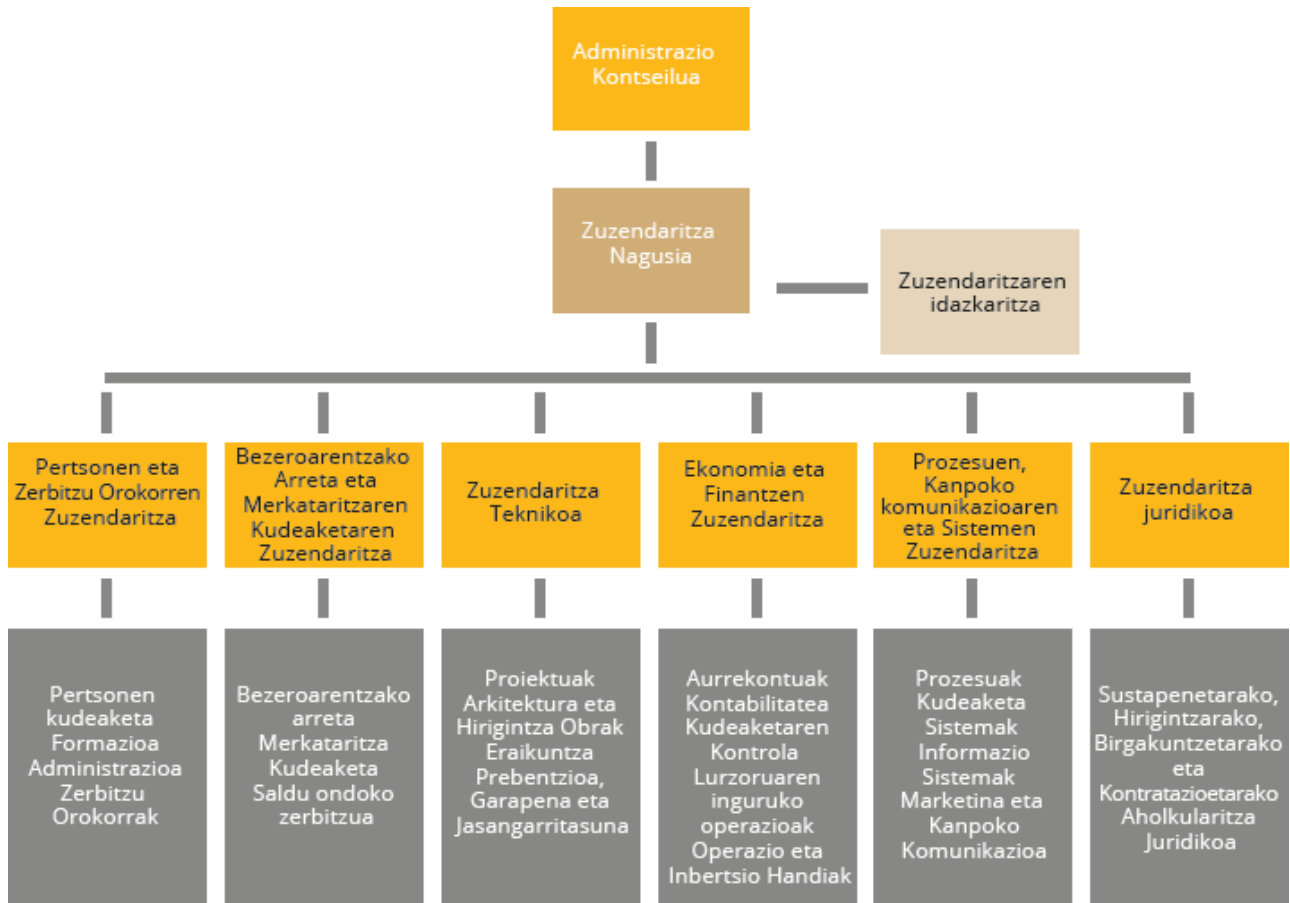 Administrazio
Kontseilua
Zuzendaritza
Nagusia
Zuzendaritzaren
idazkaritza
Pertsonen eta
Zerbitzu Orokorren
Zuzendaritza
Bezeroarentzako
Arreta eta
Merkataritzaren
Kudeaketaren
Zuzendaritza
Zuzendaritza
Teknikoa
Ekonomia eta
Finantzen
Zuzendaritza
Prozesuen,
Kanpoko
komunikazioaren
eta Sistemen
Zuzendaritza
Zuzendaritza
juridikoa
Pertsonen
kudeaketa
Formazioa
Administrazioa
Zerbitzu
Orokorrak
Bezeroarentzako
arreta
Merkataritza
Kudeaketa
Saldu ondoko
zerbitzua
Proiektuak
Arkitektura eta
Hirigintza Obrak
Eraikuntza
Prebentzioa,
Garapena eta
Jasangarritasuna
Aurrekontuak
Kontabilitatea
Kudeaketaren
Kontrola
Lurzoruaren
inguruko
operazioak
Operazio eta
Inbertsio Handiak
Prozesuak
Kudeaketa
Sistemak
Informazio
Sistemak
Marketina eta
Kanpoko
Komunikazioa
Sustapenetarako,
Hirigintzarako,
Birgakuntzetarako
eta
Kontratazioetarako
Aholkularitza
Juridikoa